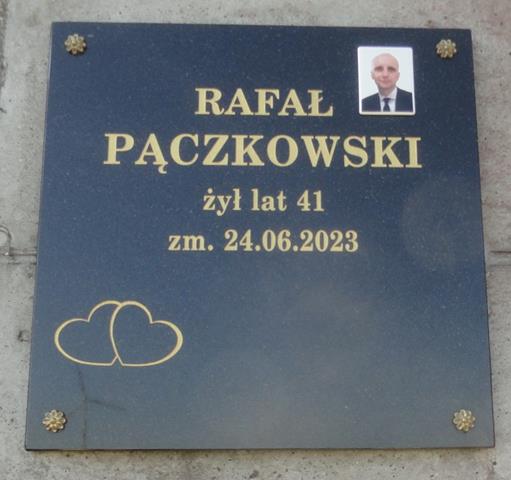 RAFAŁ
PĄCZKOWSKI
żył lat 41
zm. 24.06.2023